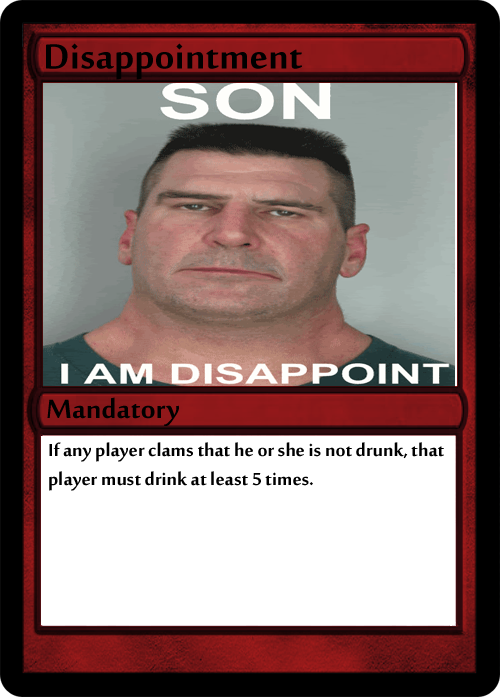 Disappointment
SON
I AM DISAPPOINT
Mandatory
If any player clams that he or she is not drunk, that
player must drink at least 5 times.